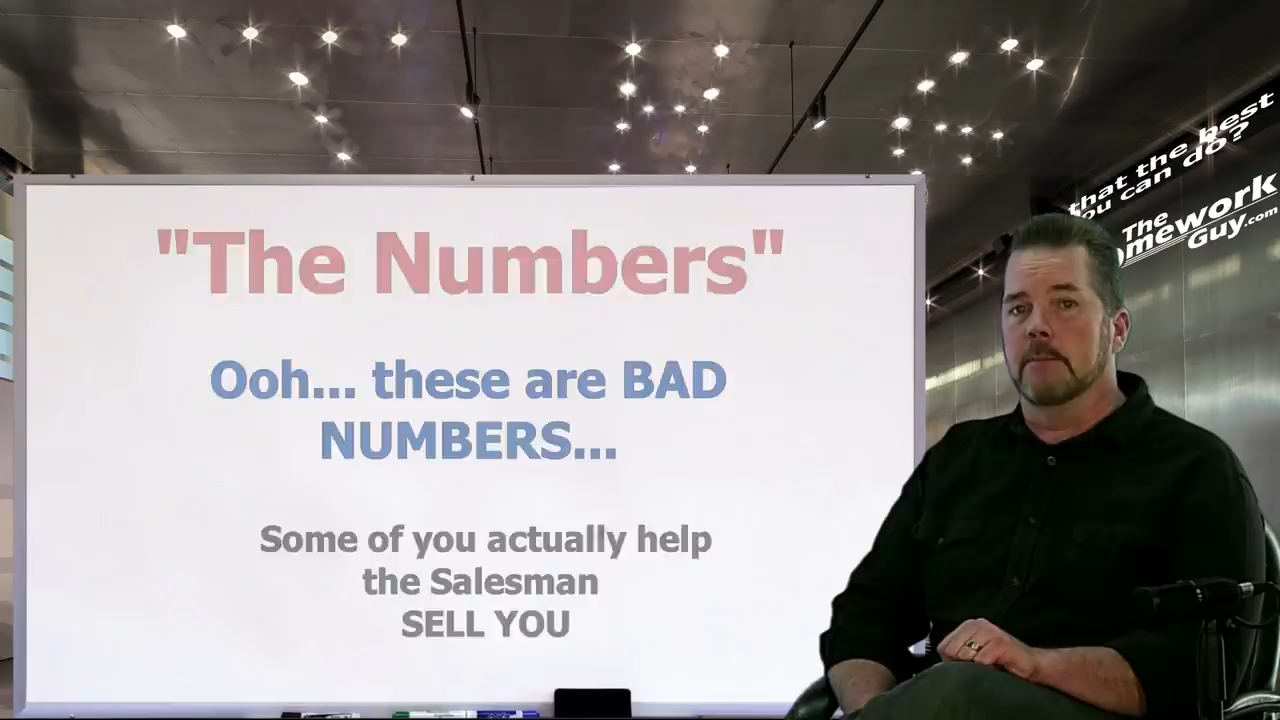 "The Numbers"
Ooh... these are BAD
NUMBERS...
Some of you actually help
the Salesman
SELL YOU
that the best
you can do?
The
omework
Guy.com